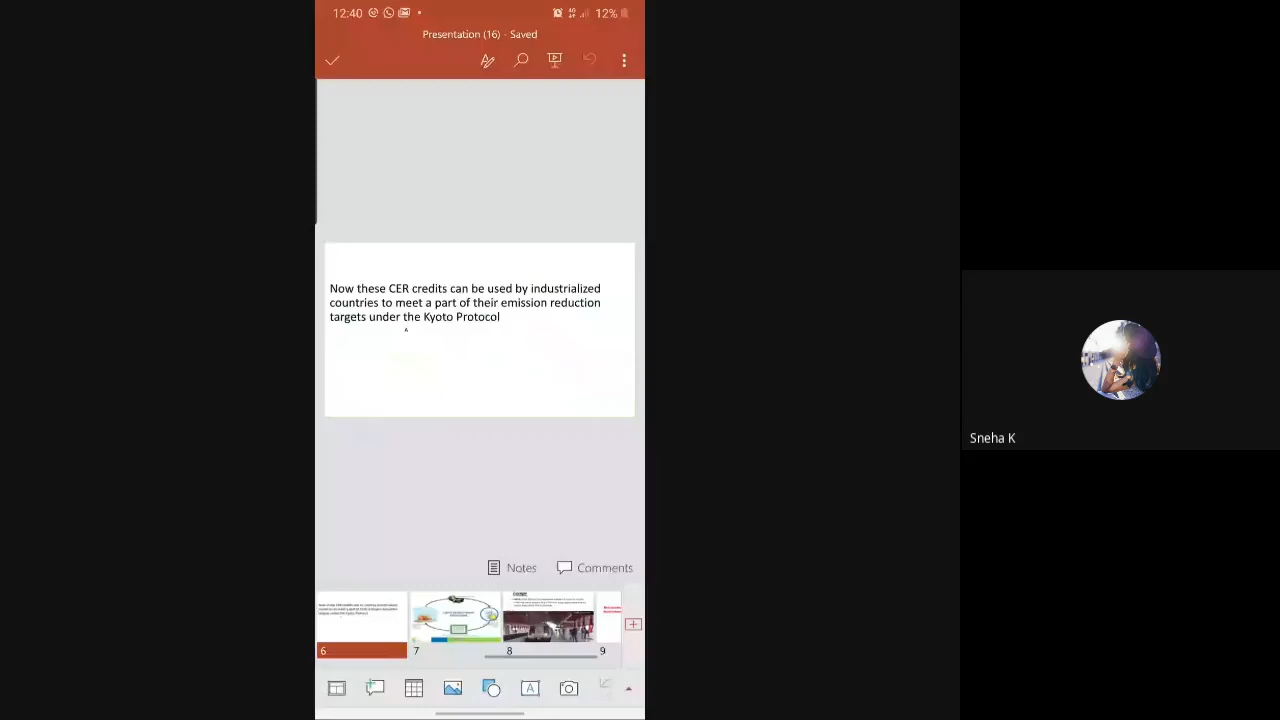 12:40
12%
Presentation (16) - Saved
Now these CER credits can be used by industrialized
countries to meet a part of their emission reduction
targets under the Kyoto Protocol
Notes
Comments
6
7
8
9
Sneha K